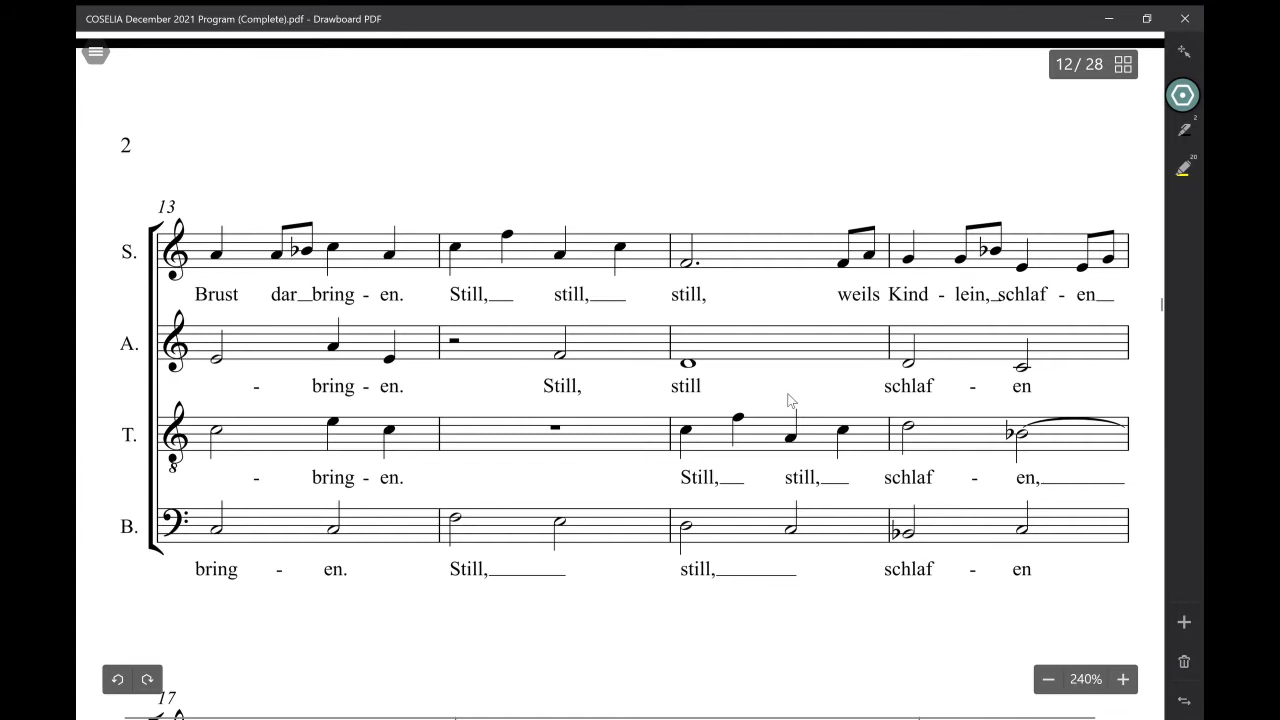 COSELIA December 2021 Program (Complete).pdf - Drawboard PDF
12 / 28
2
20
2
13
S.
Brust dar bring - en. Still, still, still, weils Kind - lein, schlaf - en
A.
- bring - en. Still, still schlaf - en
T.
- bring - en. Still, still, schlaf - en,
B.
bring - en. Still, still, schlaf - en
240%
17